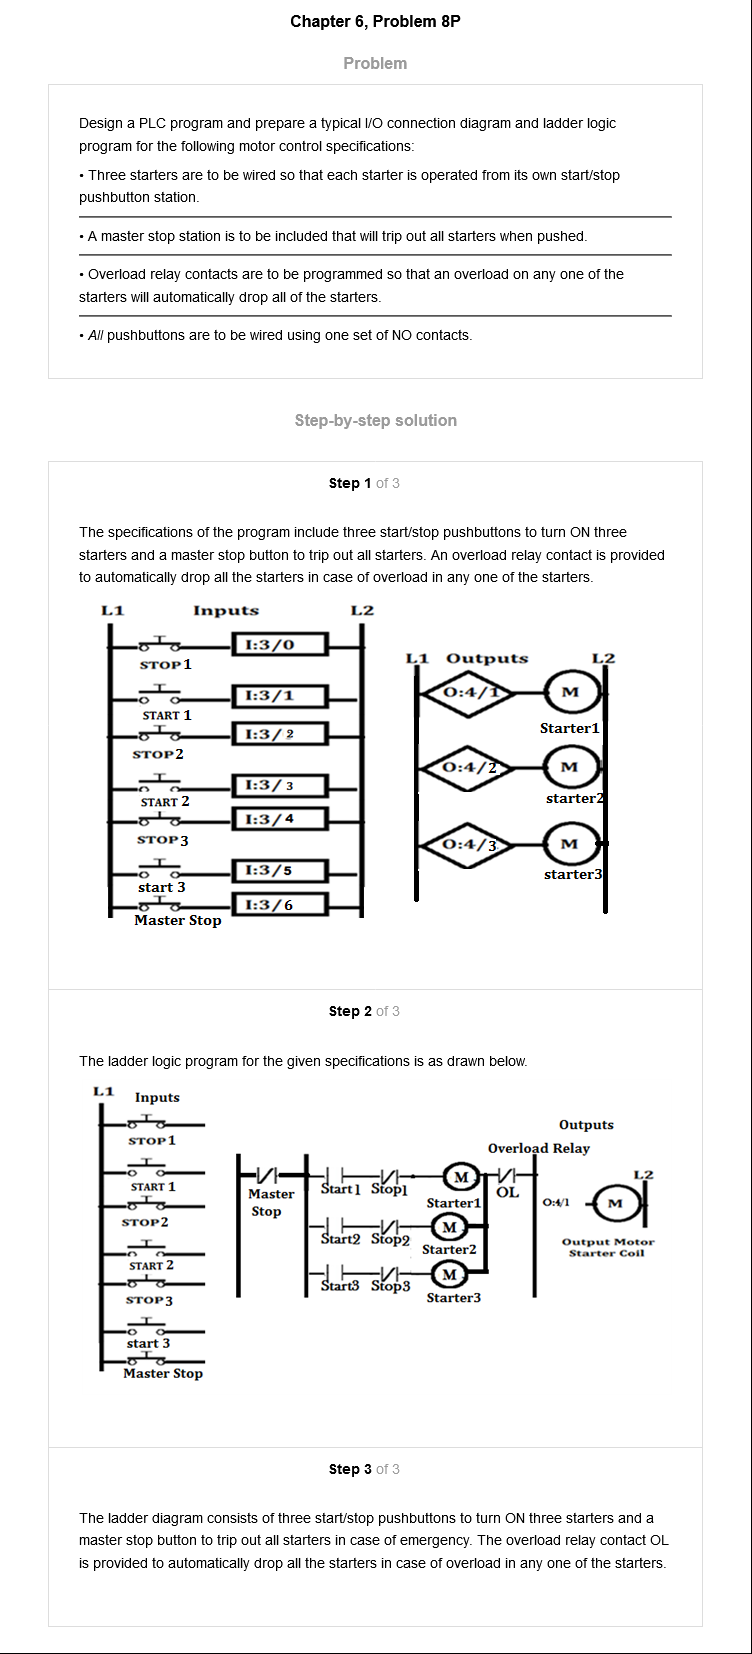 Chapter 6, Problem 8P
Problem
Design a PLC program and prepare a typical I/O connection diagram and ladder logic
program for the following motor control specifications:
• Three starters are to be wired so that each starter is operated from its own start/stop
pushbutton station.
• A master stop station is to be included that will trip out all starters when pushed.
• Overload relay contacts are to be programmed so that an overload on any one of the
starters will automatically drop all of the starters.
• All pushbuttons are to be wired using one set of NO contacts.
Step-by-step solution
Step 1 of 3
The specifications of the program include three start/stop pushbuttons to turn ON three
starters and a master stop button to trip out all starters. An overload relay contact is provided
to automatically drop all the starters in case of overload in any one of the starters.
L1 Inputs L2
I:3/0
STOP1
I:3/1
START 1
I:3/2
STOP2
I:3/3
START 2
I:3/4
STOP3
I:3/5
start 3
I:3/6
Master Stop
L1 Outputs L2
O:4/1 M
Starter1
O:4/2 M
starter2
O:4/3 M
starter3
Step 2 of 3
The ladder logic program for the given specifications is as drawn below.
L1 Inputs
STOP1
START 1
STOP2
START 2
STOP3
start 3
Master Stop
Master
Stop
Start1 Stop1
M
Starter1
Start2 Stop2
M
Starter2
Start3 Stop3
M
Starter3
Outputs
Overload Relay
OL
L2
O:4/1 M
Output Motor
Starter Coil
Step 3 of 3
The ladder diagram consists of three start/stop pushbuttons to turn ON three starters and a
master stop button to trip out all starters in case of emergency. The overload relay contact OL
is provided to automatically drop all the starters in case of overload in any one of the starters.